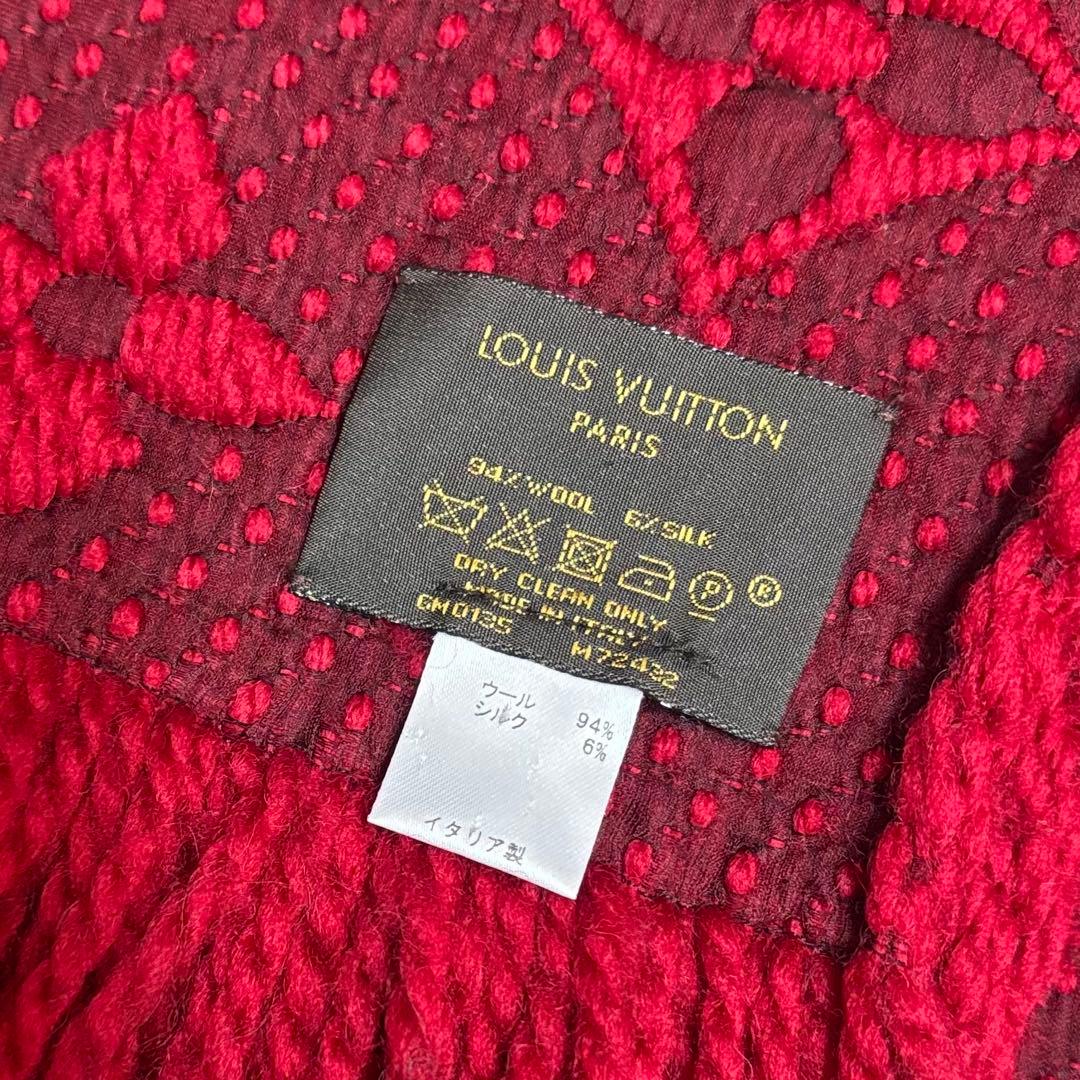 LOUIS VUITTON
PARIS
94% WOOL 6% SILK
P ®
DRY CLEAN ONLY
MADE IN ITALY
GM0135 M72432
ウール 94%
シルク 6%
イタリア製